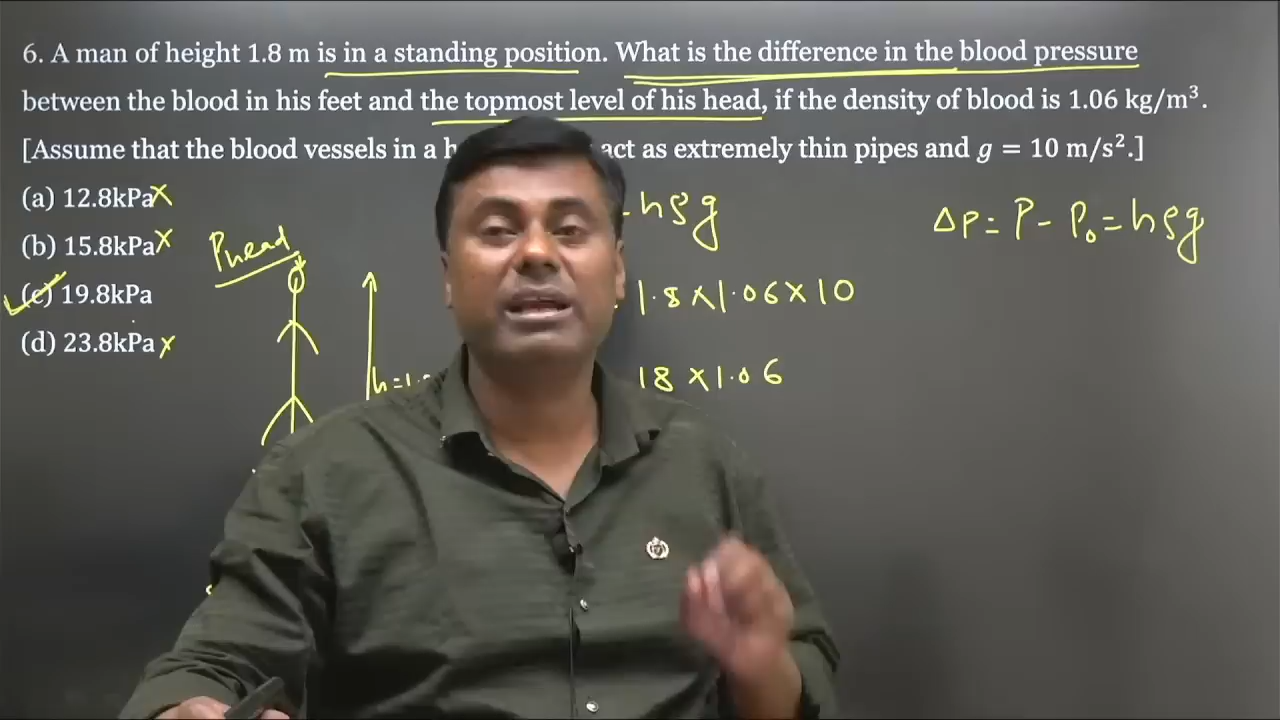 6. A man of height 1.8 m is in a standing position. What is the difference in the blood pressure
between the blood in his feet and the topmost level of his head, if the density of blood is 1.06 kg/m³.
[Assume that the blood vessels in a act as extremely thin pipes and g = 10 m/s².]
(a) 12.8kPa x
(b) 15.8kPa x
(c) 19.8kPa
(d) 23.8kPa x
Phead
h=1.
hρg
1.8 × 1.06 × 10
18 × 1.06
ΔP = P - P₀ = hρg